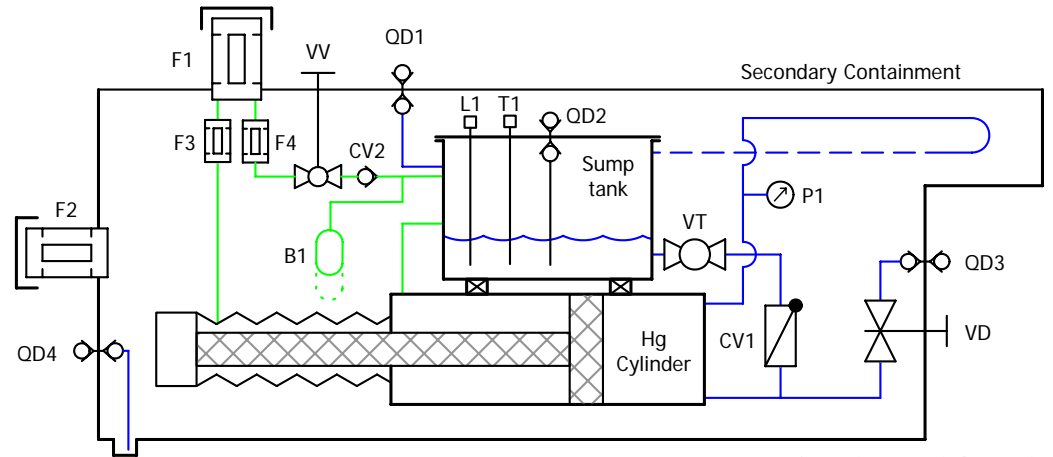 F1
VV
QD1
Secondary Containment
L1 T1
QD2
F3
F4
CV2
Sump
tank
P1
F2
VT
B1
QD3
QD4
Hg
Cylinder
CV1
VD